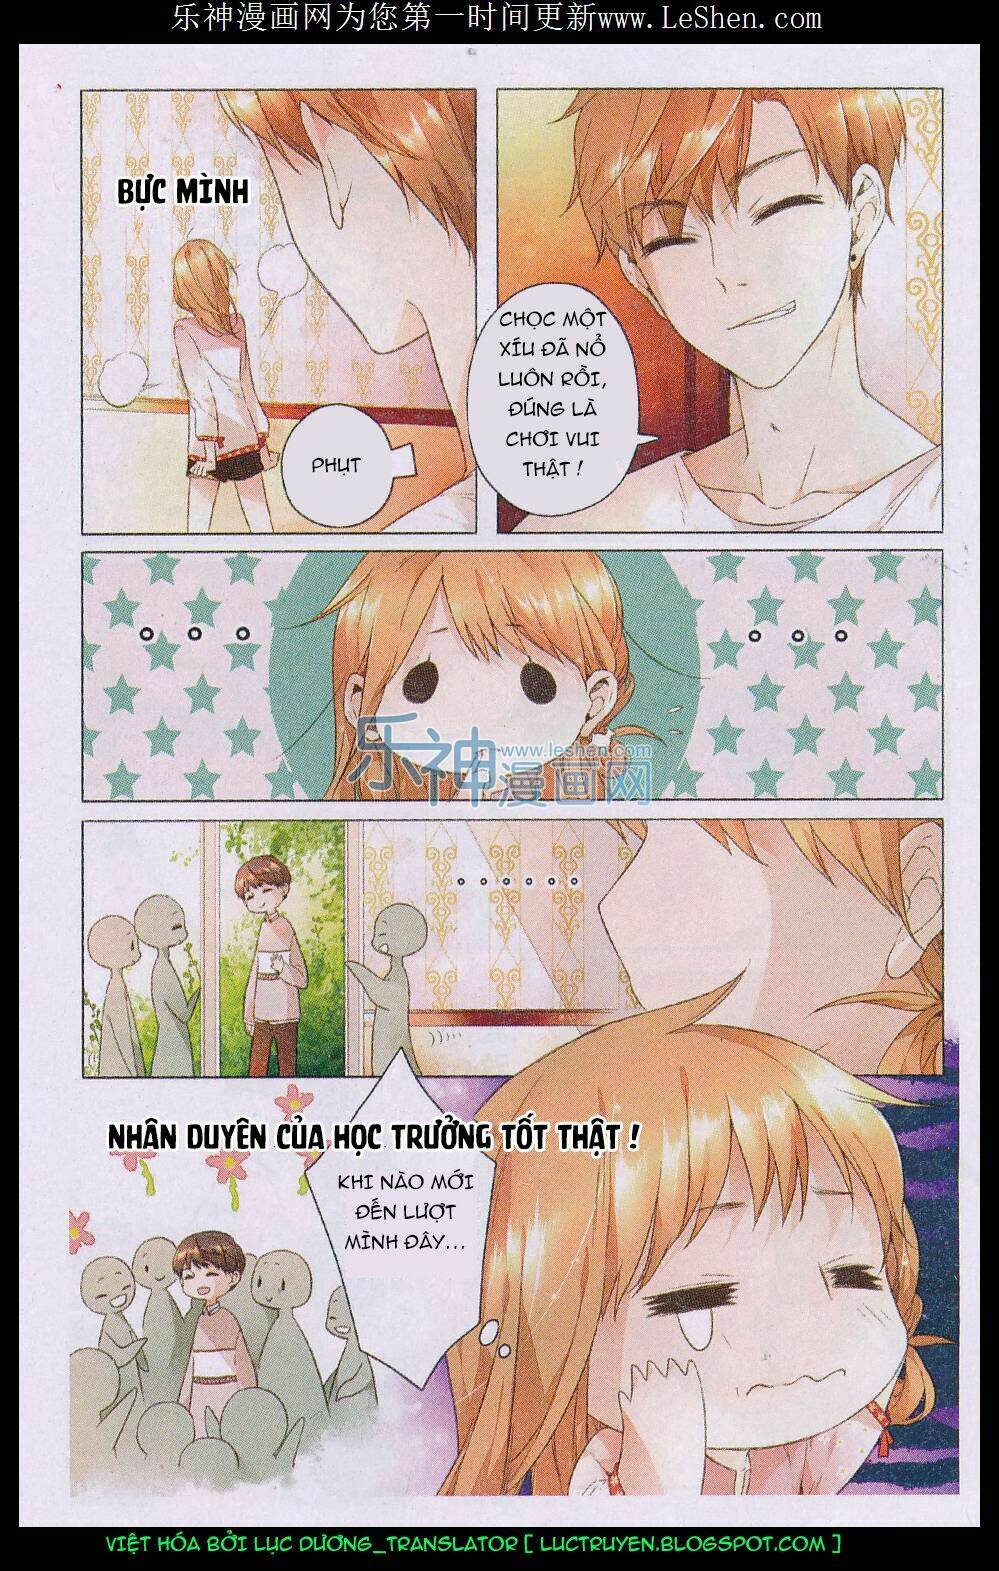 乐神漫画网为您第一时间更新www.LeShen.com
BỰC MÌNH
PHỤT
CHỌC MỘT
XÍU ĐÃ NỔ
LUÔN RỒI,
ĐÚNG LÀ
CHƠI VUI
THẬT !
乐神漫画网
www.leshen.com
NHÂN DUYÊN CỦA HỌC TRƯỞNG TỐT THẬT !
KHI NÀO MỚI
ĐẾN LƯỢT
MÌNH ĐÂY...
VIỆT HÓA BỞI LỤC DƯƠNG_TRANSLATOR [ LUCTRUYEN.BLOGSPOT.COM ]